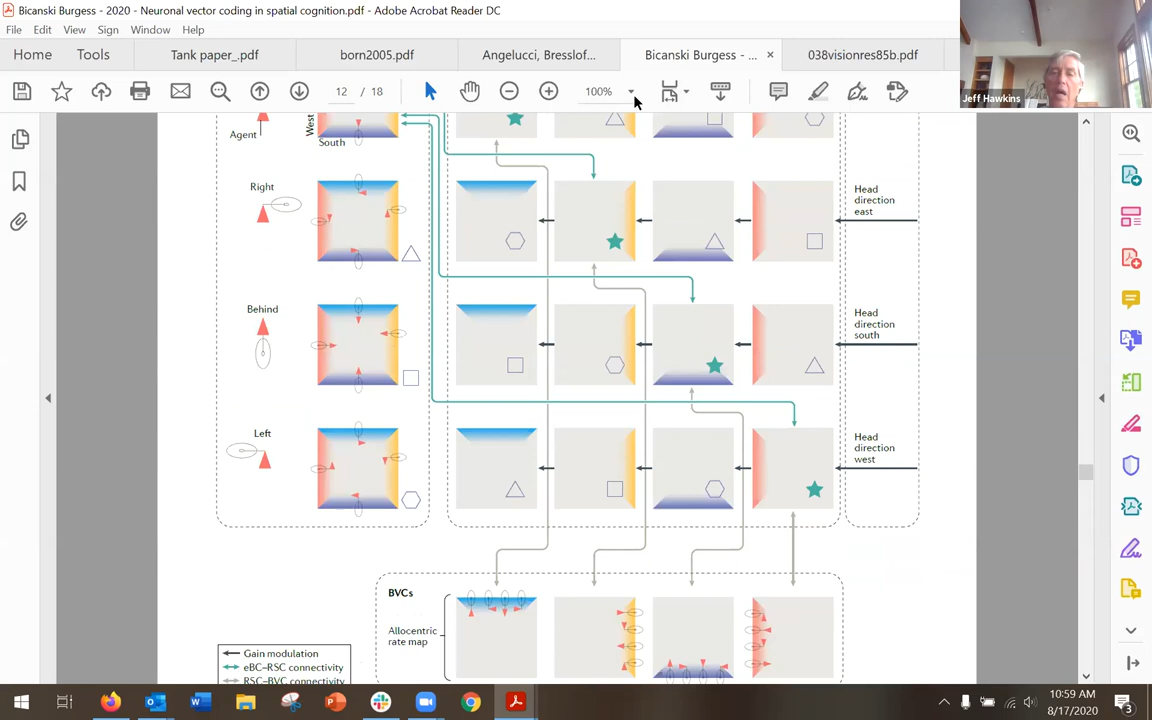 Bicanski Burgess - 2020 - Neuronal vector coding in spatial cognition.pdf - Adobe Acrobat Reader DC
File Edit View Sign Window Help
Home Tools Tank paper_.pdf born2005.pdf Angelucci, Bresslof... Bicanski Burgess - ... × 038visionres85b.pdf
12 / 18 100%
Jeff Hawkins
Agent
West
South
Right
Head
direction
east
Behind
Head
direction
south
Left
Head
direction
west
BVCs
Allocentric
rate map
Gain modulation
eBC–RSC connectivity
RSC–BVC connectivity
10:59 AM
8/17/2020
3